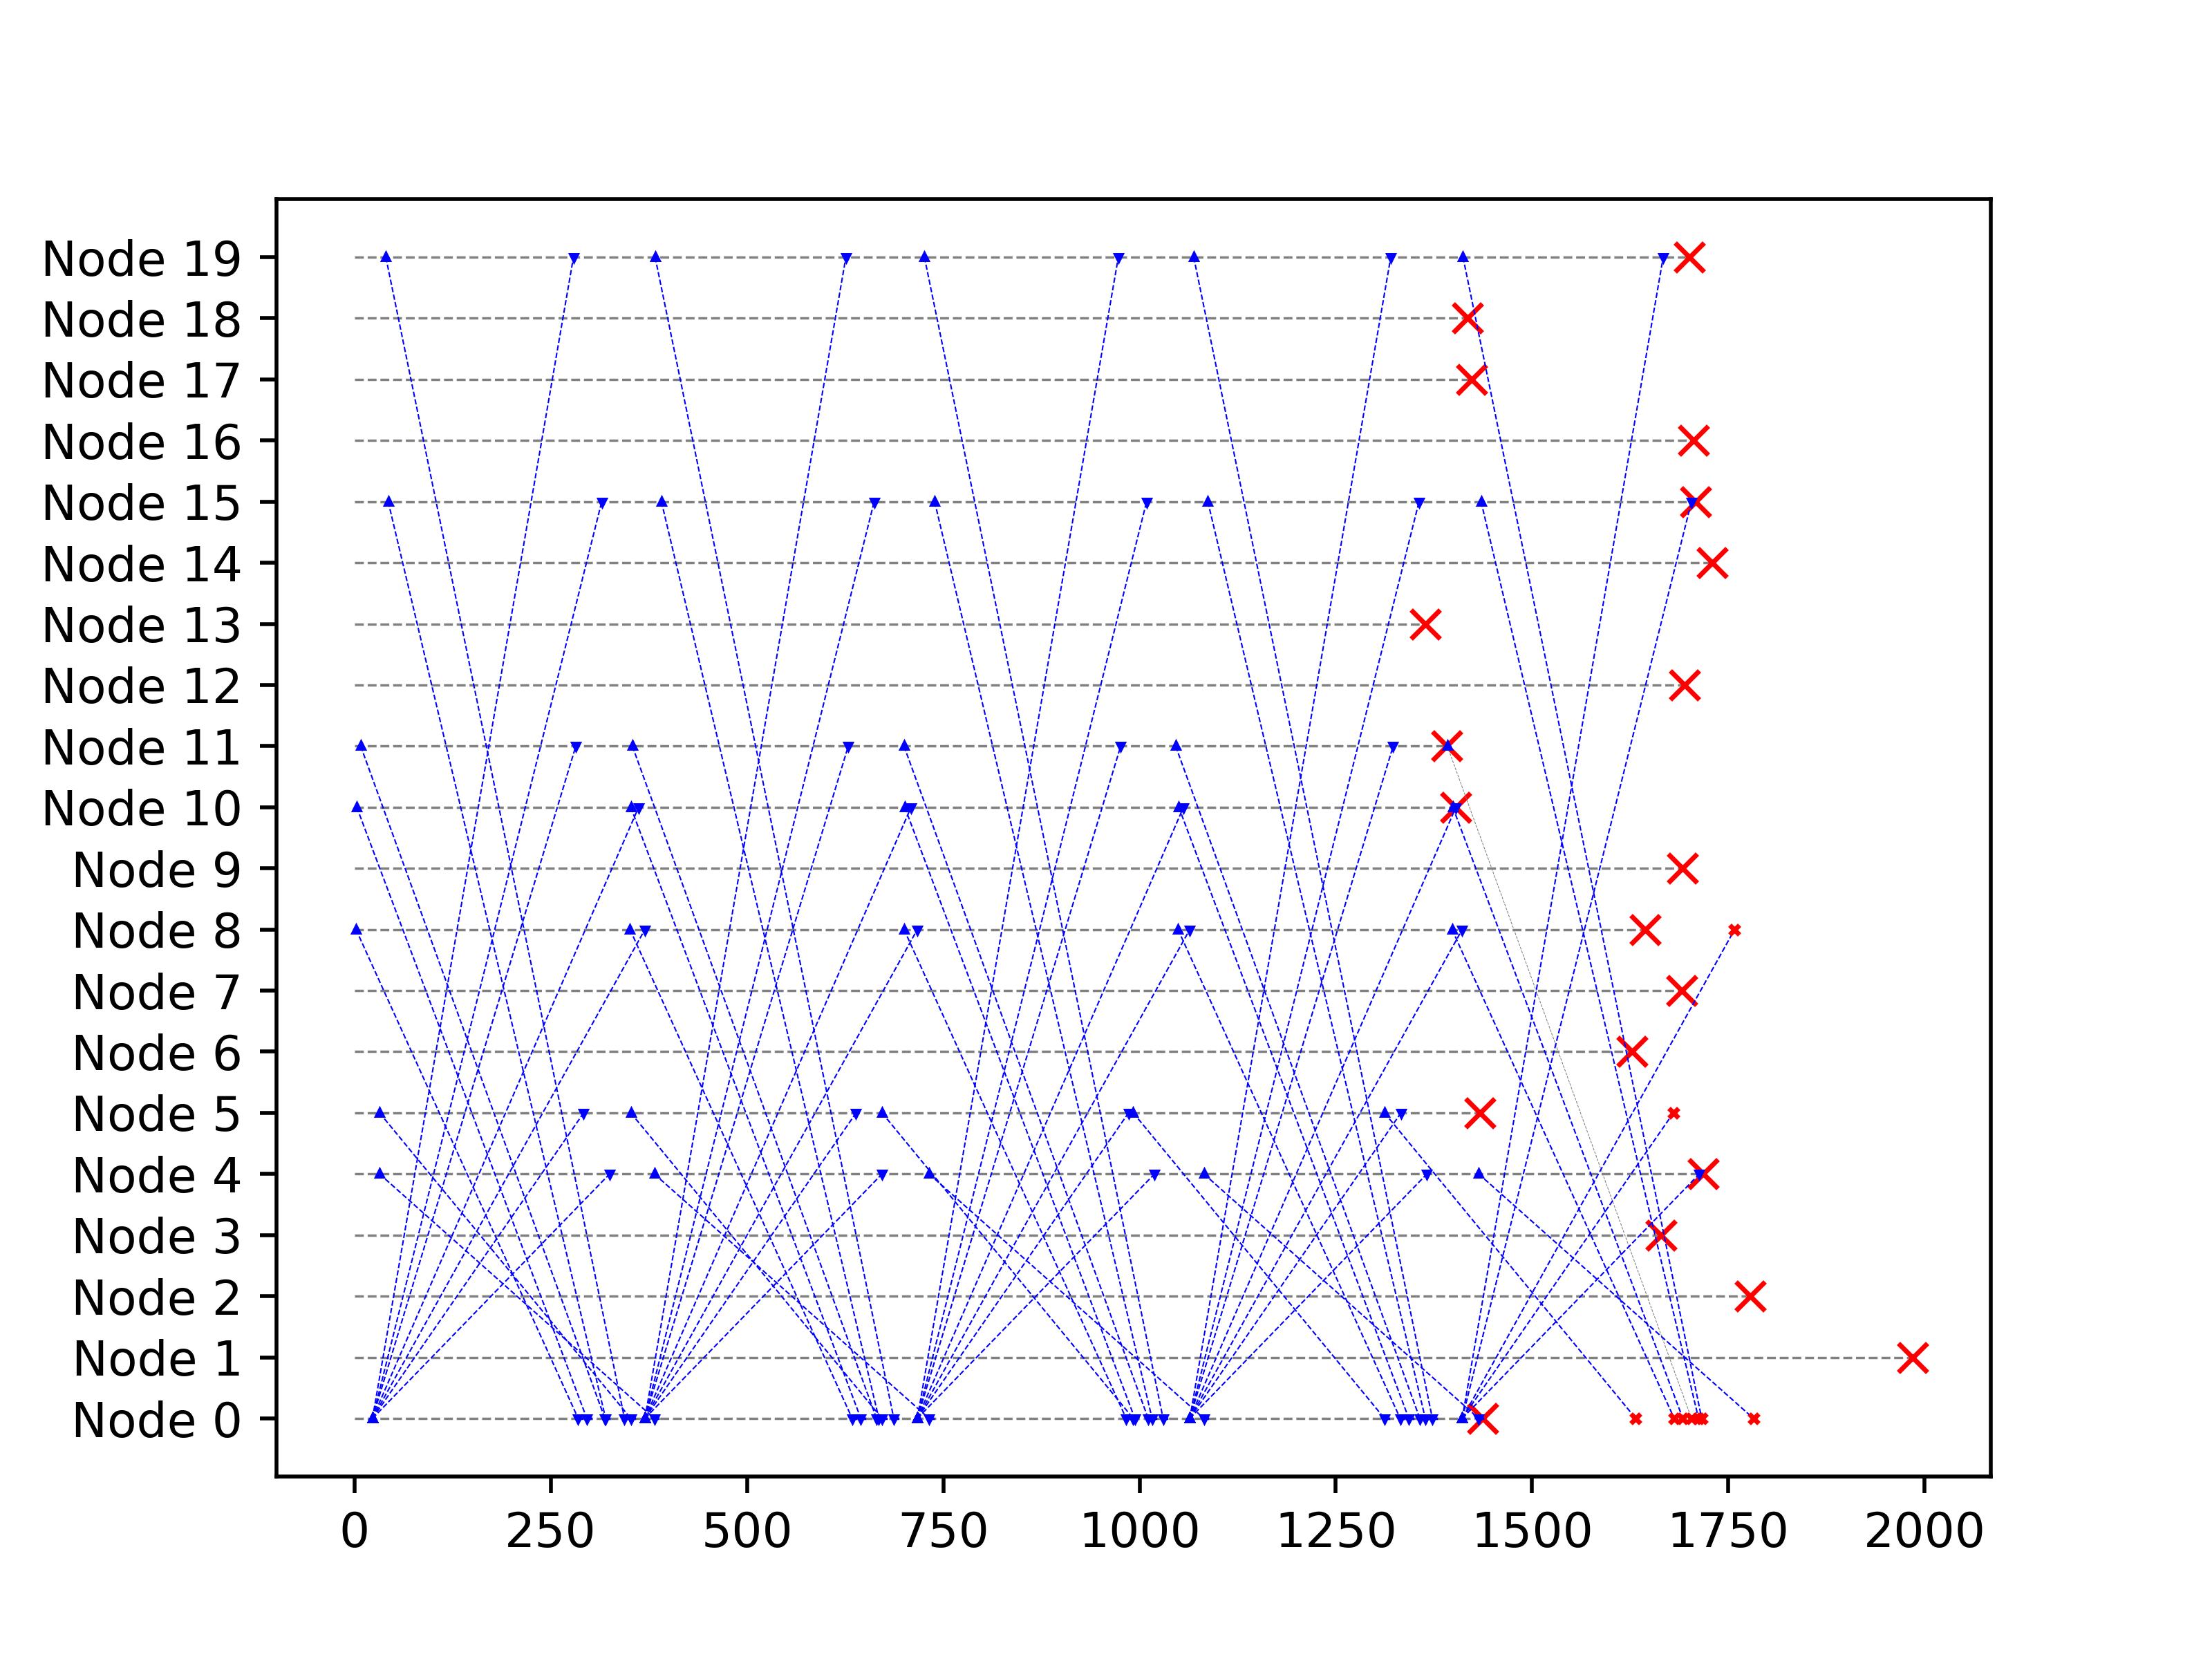 Node 19
Node 18
Node 17
Node 16
Node 15
Node 14
Node 13
Node 12
Node 11
Node 10
Node 9
Node 8
Node 7
Node 6
Node 5
Node 4
Node 3
Node 2
Node 1
Node 0
0 250 500 750 1000 1250 1500 1750 2000